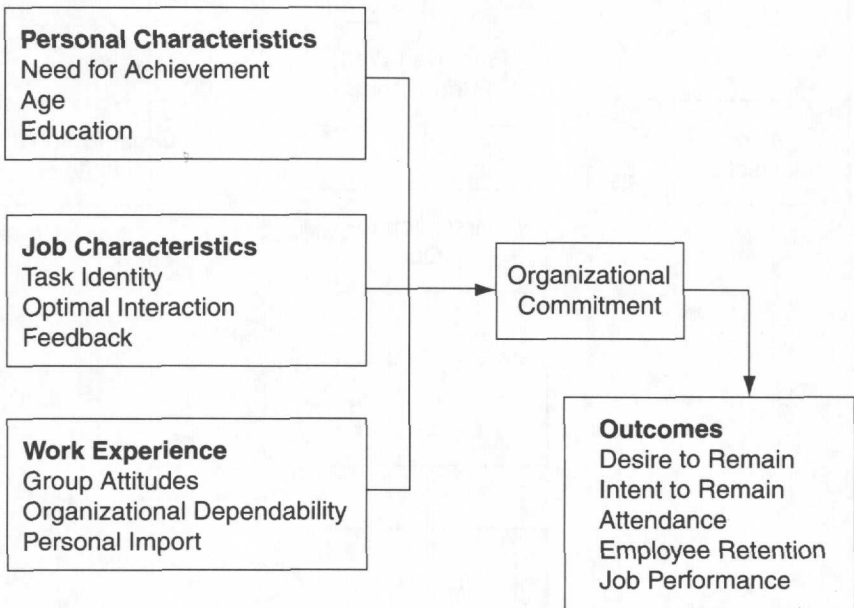 Personal Characteristics
Need for Achievement
Age
Education
Job Characteristics
Task Identity
Optimal Interaction
Feedback
Work Experience
Group Attitudes
Organizational Dependability
Personal Import
Organizational
Commitment
Outcomes
Desire to Remain
Intent to Remain
Attendance
Employee Retention
Job Performance